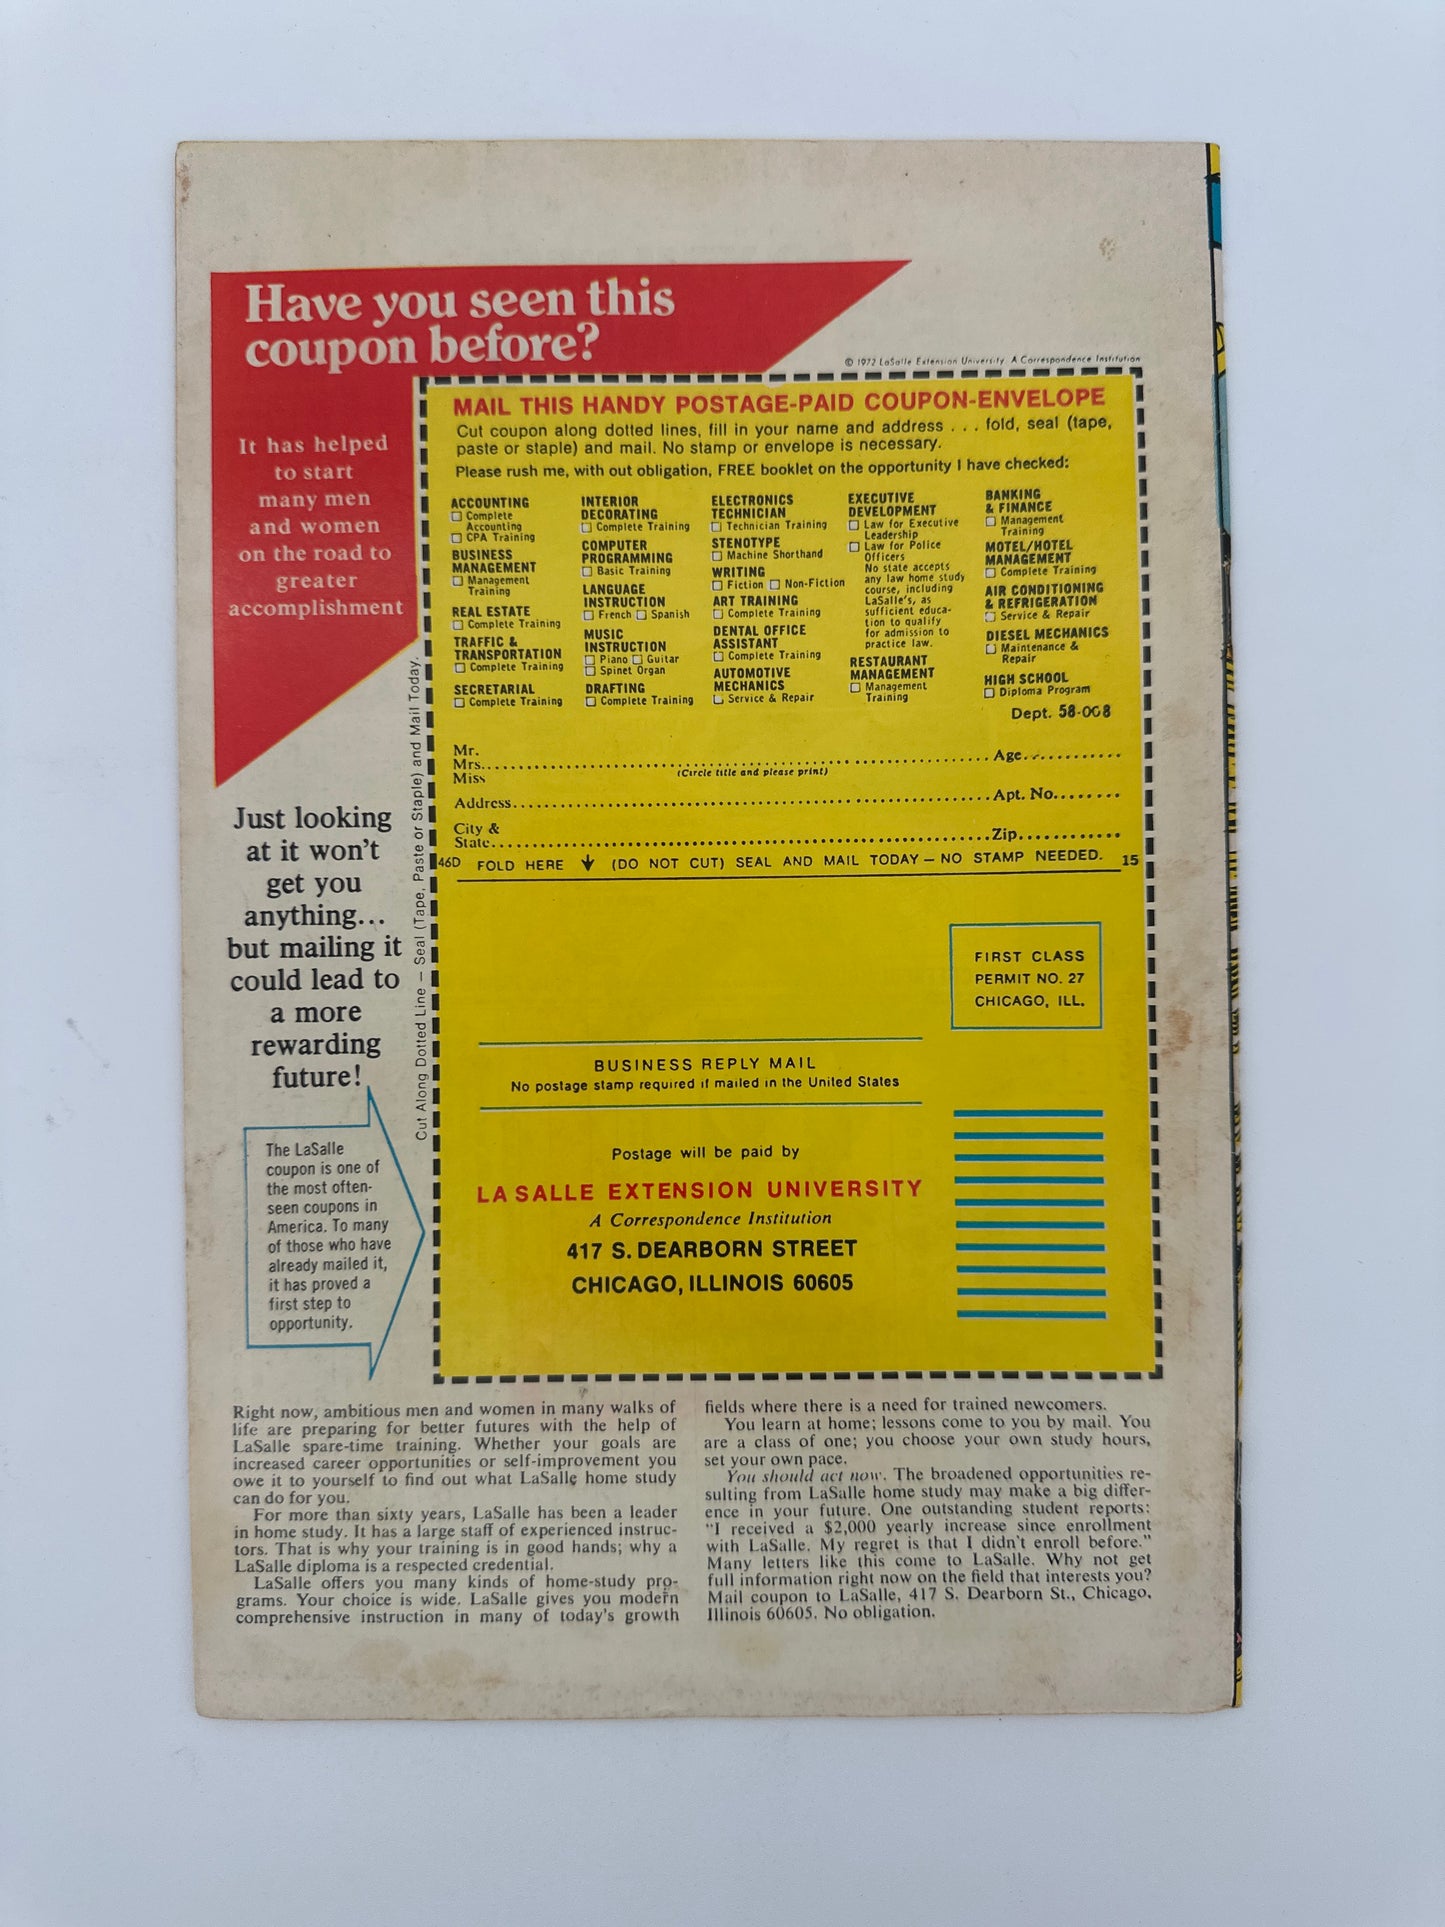 Have you seen this
coupon before?
© 1972 LaSalle Extension University, A Correspondence Institution
It has helped
to start
many men
and women
on the road to
greater
accomplishment
Just looking
at it won't
get you
anything...
but mailing it
could lead to
a more
rewarding
future!
The LaSalle
coupon is one of
the most often-
seen coupons in
America. To many
of those who have
already mailed it,
it has proved a
first step to
opportunity.
Cut Along Dotted Line — Seal (Tape, Paste or Staple) and Mail Today.
MAIL THIS HANDY POSTAGE-PAID COUPON-ENVELOPE
Cut coupon along dotted lines, fill in your name and address . . . fold, seal (tape,
paste or staple) and mail. No stamp or envelope is necessary.
Please rush me, with out obligation, FREE booklet on the opportunity I have checked:
ACCOUNTING
☐ Complete
Accounting
☐ CPA Training
BUSINESS
MANAGEMENT
☐ Management
Training
REAL ESTATE
☐ Complete Training
TRAFFIC &
TRANSPORTATION
☐ Complete Training
SECRETARIAL
☐ Complete Training
INTERIOR
DECORATING
☐ Complete Training
COMPUTER
PROGRAMMING
☐ Basic Training
LANGUAGE
INSTRUCTION
☐ French ☐ Spanish
MUSIC
INSTRUCTION
☐ Piano ☐ Guitar
☐ Spinet Organ
DRAFTING
☐ Complete Training
ELECTRONICS
TECHNICIAN
☐ Technician Training
STENOTYPE
☐ Machine Shorthand
WRITING
☐ Fiction ☐ Non-Fiction
ART TRAINING
☐ Complete Training
DENTAL OFFICE
ASSISTANT
☐ Complete Training
AUTOMOTIVE
MECHANICS
☐ Service & Repair
EXECUTIVE
DEVELOPMENT
☐ Law for Executive
Leadership
☐ Law for Police
Officers
No state accepts
any law home study
course, including
LaSalle's, as
sufficient educa-
tion to qualify
for admission to
practice law.
RESTAURANT
MANAGEMENT
☐ Management
Training
BANKING
& FINANCE
☐ Management
Training
MOTEL/HOTEL
MANAGEMENT
☐ Complete Training
AIR CONDITIONING
& REFRIGERATION
☐ Service & Repair
DIESEL MECHANICS
☐ Maintenance &
Repair
HIGH SCHOOL
☐ Diploma Program
Dept. 58-008
Mr.
Mrs. Age
Miss (Circle title and please print)
Address Apt. No.
City &
State Zip
46D FOLD HERE ↓ (DO NOT CUT) SEAL AND MAIL TODAY — NO STAMP NEEDED. 15
FIRST CLASS
PERMIT NO. 27
CHICAGO, ILL.
BUSINESS REPLY MAIL
No postage stamp required if mailed in the United States
Postage will be paid by
LA SALLE EXTENSION UNIVERSITY
A Correspondence Institution
417 S. DEARBORN STREET
CHICAGO, ILLINOIS 60605
Right now, ambitious men and women in many walks of
life are preparing for better futures with the help of
LaSalle spare-time training. Whether your goals are
increased career opportunities or self-improvement you
owe it to yourself to find out what LaSalle home study
can do for you.
For more than sixty years, LaSalle has been a leader
in home study. It has a large staff of experienced instruc-
tors. That is why your training is in good hands; why a
LaSalle diploma is a respected credential.
LaSalle offers you many kinds of home-study pro-
grams. Your choice is wide. LaSalle gives you modern
comprehensive instruction in many of today's growth
fields where there is a need for trained newcomers.
You learn at home; lessons come to you by mail. You
are a class of one; you choose your own study hours,
set your own pace.
You should act now. The broadened opportunities re-
sulting from LaSalle home study may make a big differ-
ence in your future. One outstanding student reports:
"I received a $2,000 yearly increase since enrollment
with LaSalle. My regret is that I didn't enroll before."
Many letters like this come to LaSalle. Why not get
full information right now on the field that interests you?
Mail coupon to LaSalle, 417 S. Dearborn St., Chicago,
Illinois 60605. No obligation.